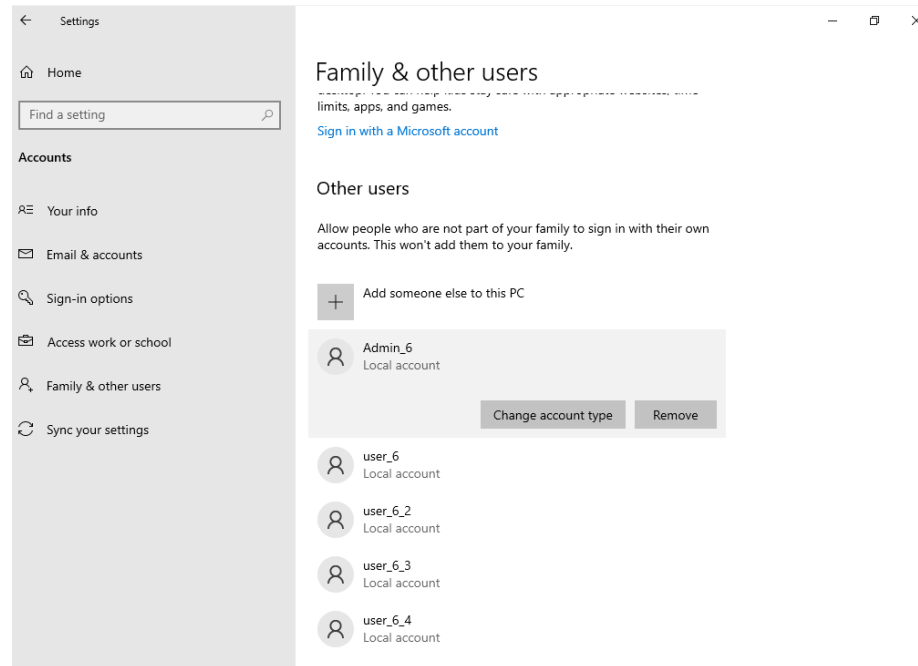 Settings
Home
Find a setting
Accounts
Your info
Email & accounts
Sign-in options
Access work or school
Family & other users
Sync your settings
Family & other users
limits, apps, and games.
Sign in with a Microsoft account
Other users
Allow people who are not part of your family to sign in with their own
accounts. This won't add them to your family.
Add someone else to this PC
Admin_6
Local account
Change account type
Remove
user_6
Local account
user_6_2
Local account
user_6_3
Local account
user_6_4
Local account